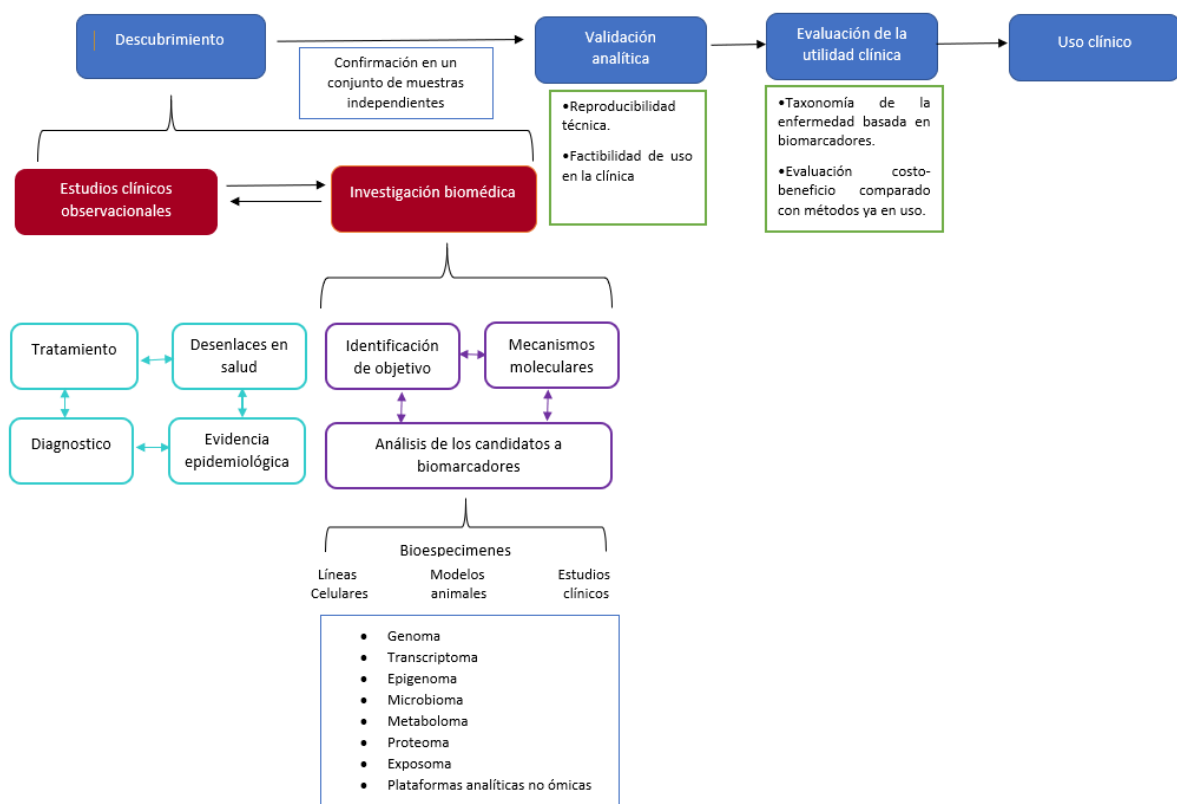 Descubrimiento
Validación
analítica
Evaluación de la
utilidad clínica
Uso clínico
Confirmación en un
conjunto de muestras
independientes
•Reproducibilidad
técnica.
•Factibilidad de uso
en la clínica
•Taxonomía de la
enfermedad basada en
biomarcadores.
•Evaluación costo-
beneficio comparado
con métodos ya en uso.
Estudios clínicos
observacionales
Investigación biomédica
Tratamiento
Desenlaces en
salud
Diagnostico
Evidencia
epidemiológica
Identificación
de objetivo
Mecanismos
moleculares
Análisis de los candidatos a
biomarcadores
Bioespecimenes
Líneas
Celulares
Modelos
animales
Estudios
clínicos
• Genoma
• Transcriptoma
• Epigenoma
• Microbioma
• Metaboloma
• Proteoma
• Exposoma
• Plataformas analíticas no ómicas